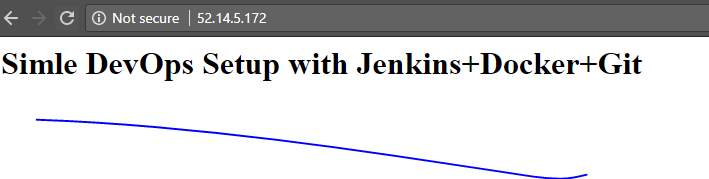 Not secure 52.14.5.172
Simle DevOps Setup with Jenkins+Docker+Git